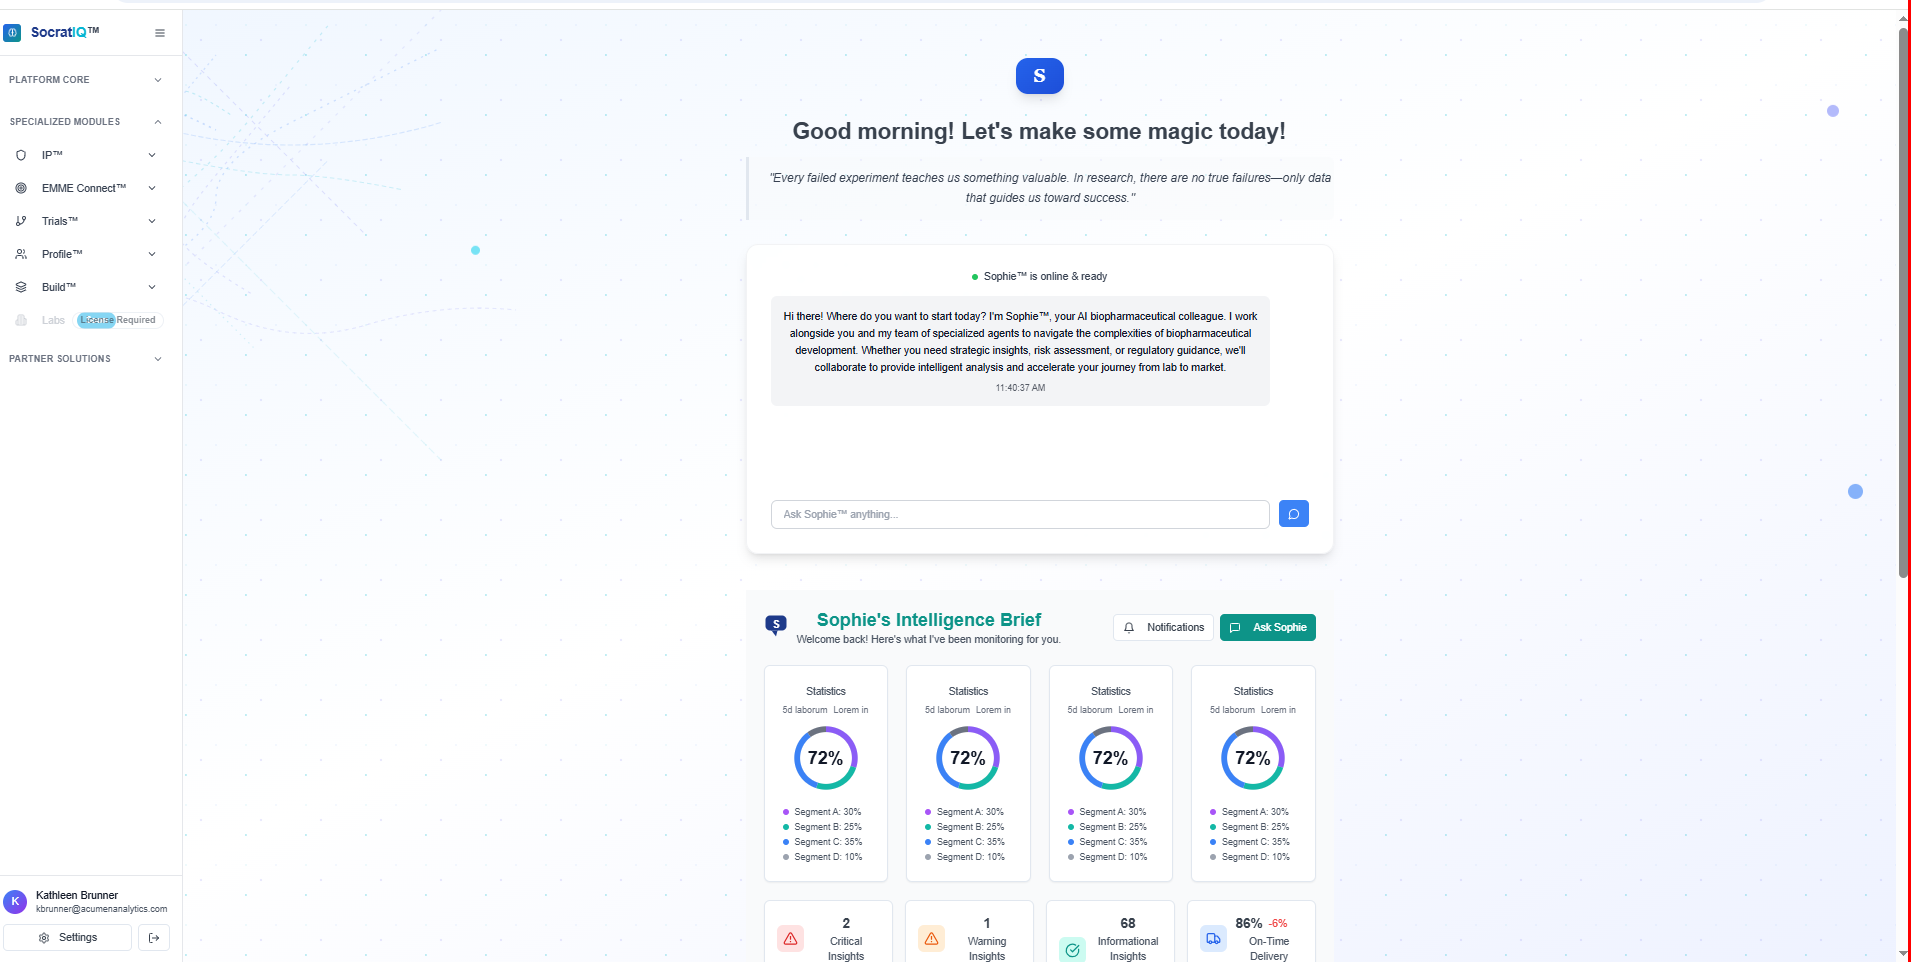 SocratIQ™
PLATFORM CORE
SPECIALIZED MODULES
IP™
EMME Connect™
Trials™
Profile™
Build™
Labs
License Required
PARTNER SOLUTIONS
Kathleen Brunner
K
kbrunner@acumenanalytics.com
Settings
S
Good morning! Let's make some magic today!
"Every failed experiment teaches us something valuable. In research, there are no true failures—only data
that guides us toward success."
Sophie™ is online & ready
Hi there! Where do you want to start today? I'm Sophie™, your AI biopharmaceutical colleague. I work
alongside you and my team of specialized agents to navigate the complexities of biopharmaceutical
development. Whether you need strategic insights, risk assessment, or regulatory guidance, we'll
collaborate to provide intelligent analysis and accelerate your journey from lab to market.
11:40:37 AM
Ask Sophie™ anything...
S
Sophie's Intelligence Brief
Welcome back! Here's what I've been monitoring for you.
Notifications
Ask Sophie
Statistics
5d laborum Lorem in
72%
Segment A: 30%
Segment B: 25%
Segment C: 35%
Segment D: 10%
Statistics
5d laborum Lorem in
72%
Segment A: 30%
Segment B: 25%
Segment C: 35%
Segment D: 10%
Statistics
5d laborum Lorem in
72%
Segment A: 30%
Segment B: 25%
Segment C: 35%
Segment D: 10%
Statistics
5d laborum Lorem in
72%
Segment A: 30%
Segment B: 25%
Segment C: 35%
Segment D: 10%
2
Critical
Insights
1
Warning
Insights
68
Informational
Insights
86% -6%
On-Time
Delivery